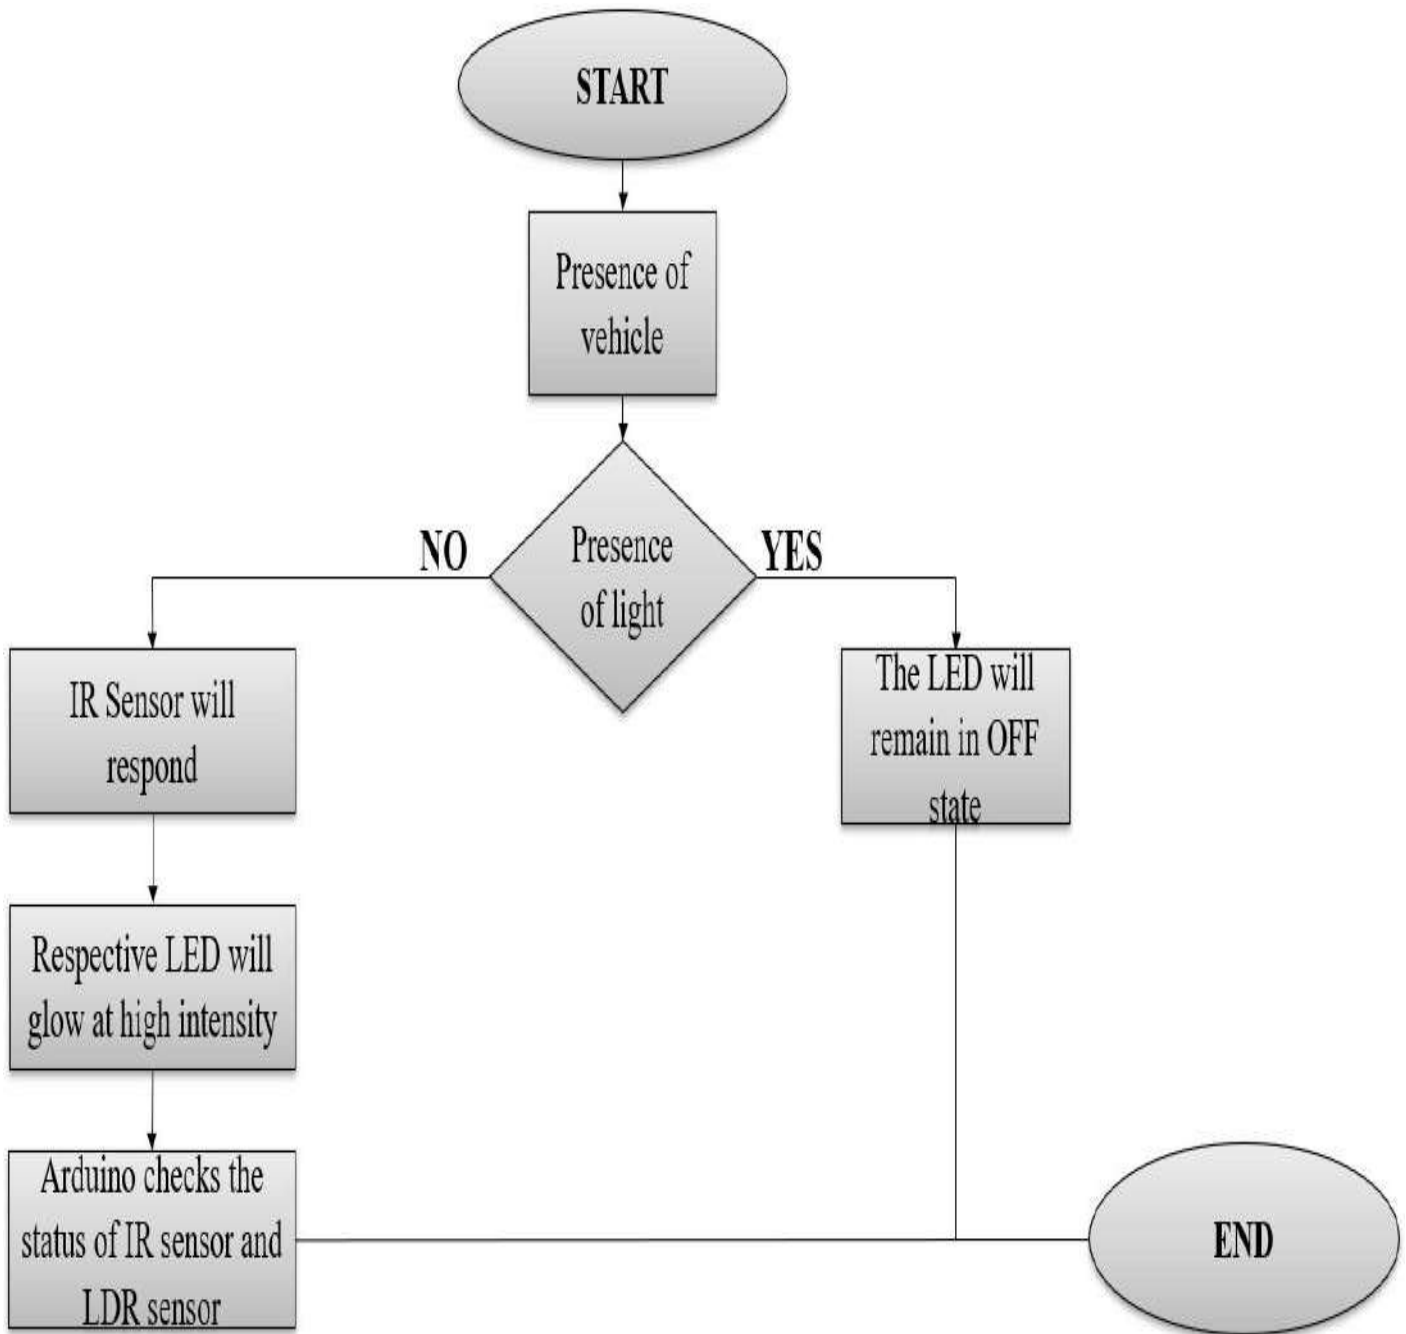 START
Presence of
vehicle
NO
Presence
of light
YES
IR Sensor will
respond
The LED will
remain in OFF
state
Respective LED will
glow at high intensity
Arduino checks the
status of IR sensor and
LDR sensor
END